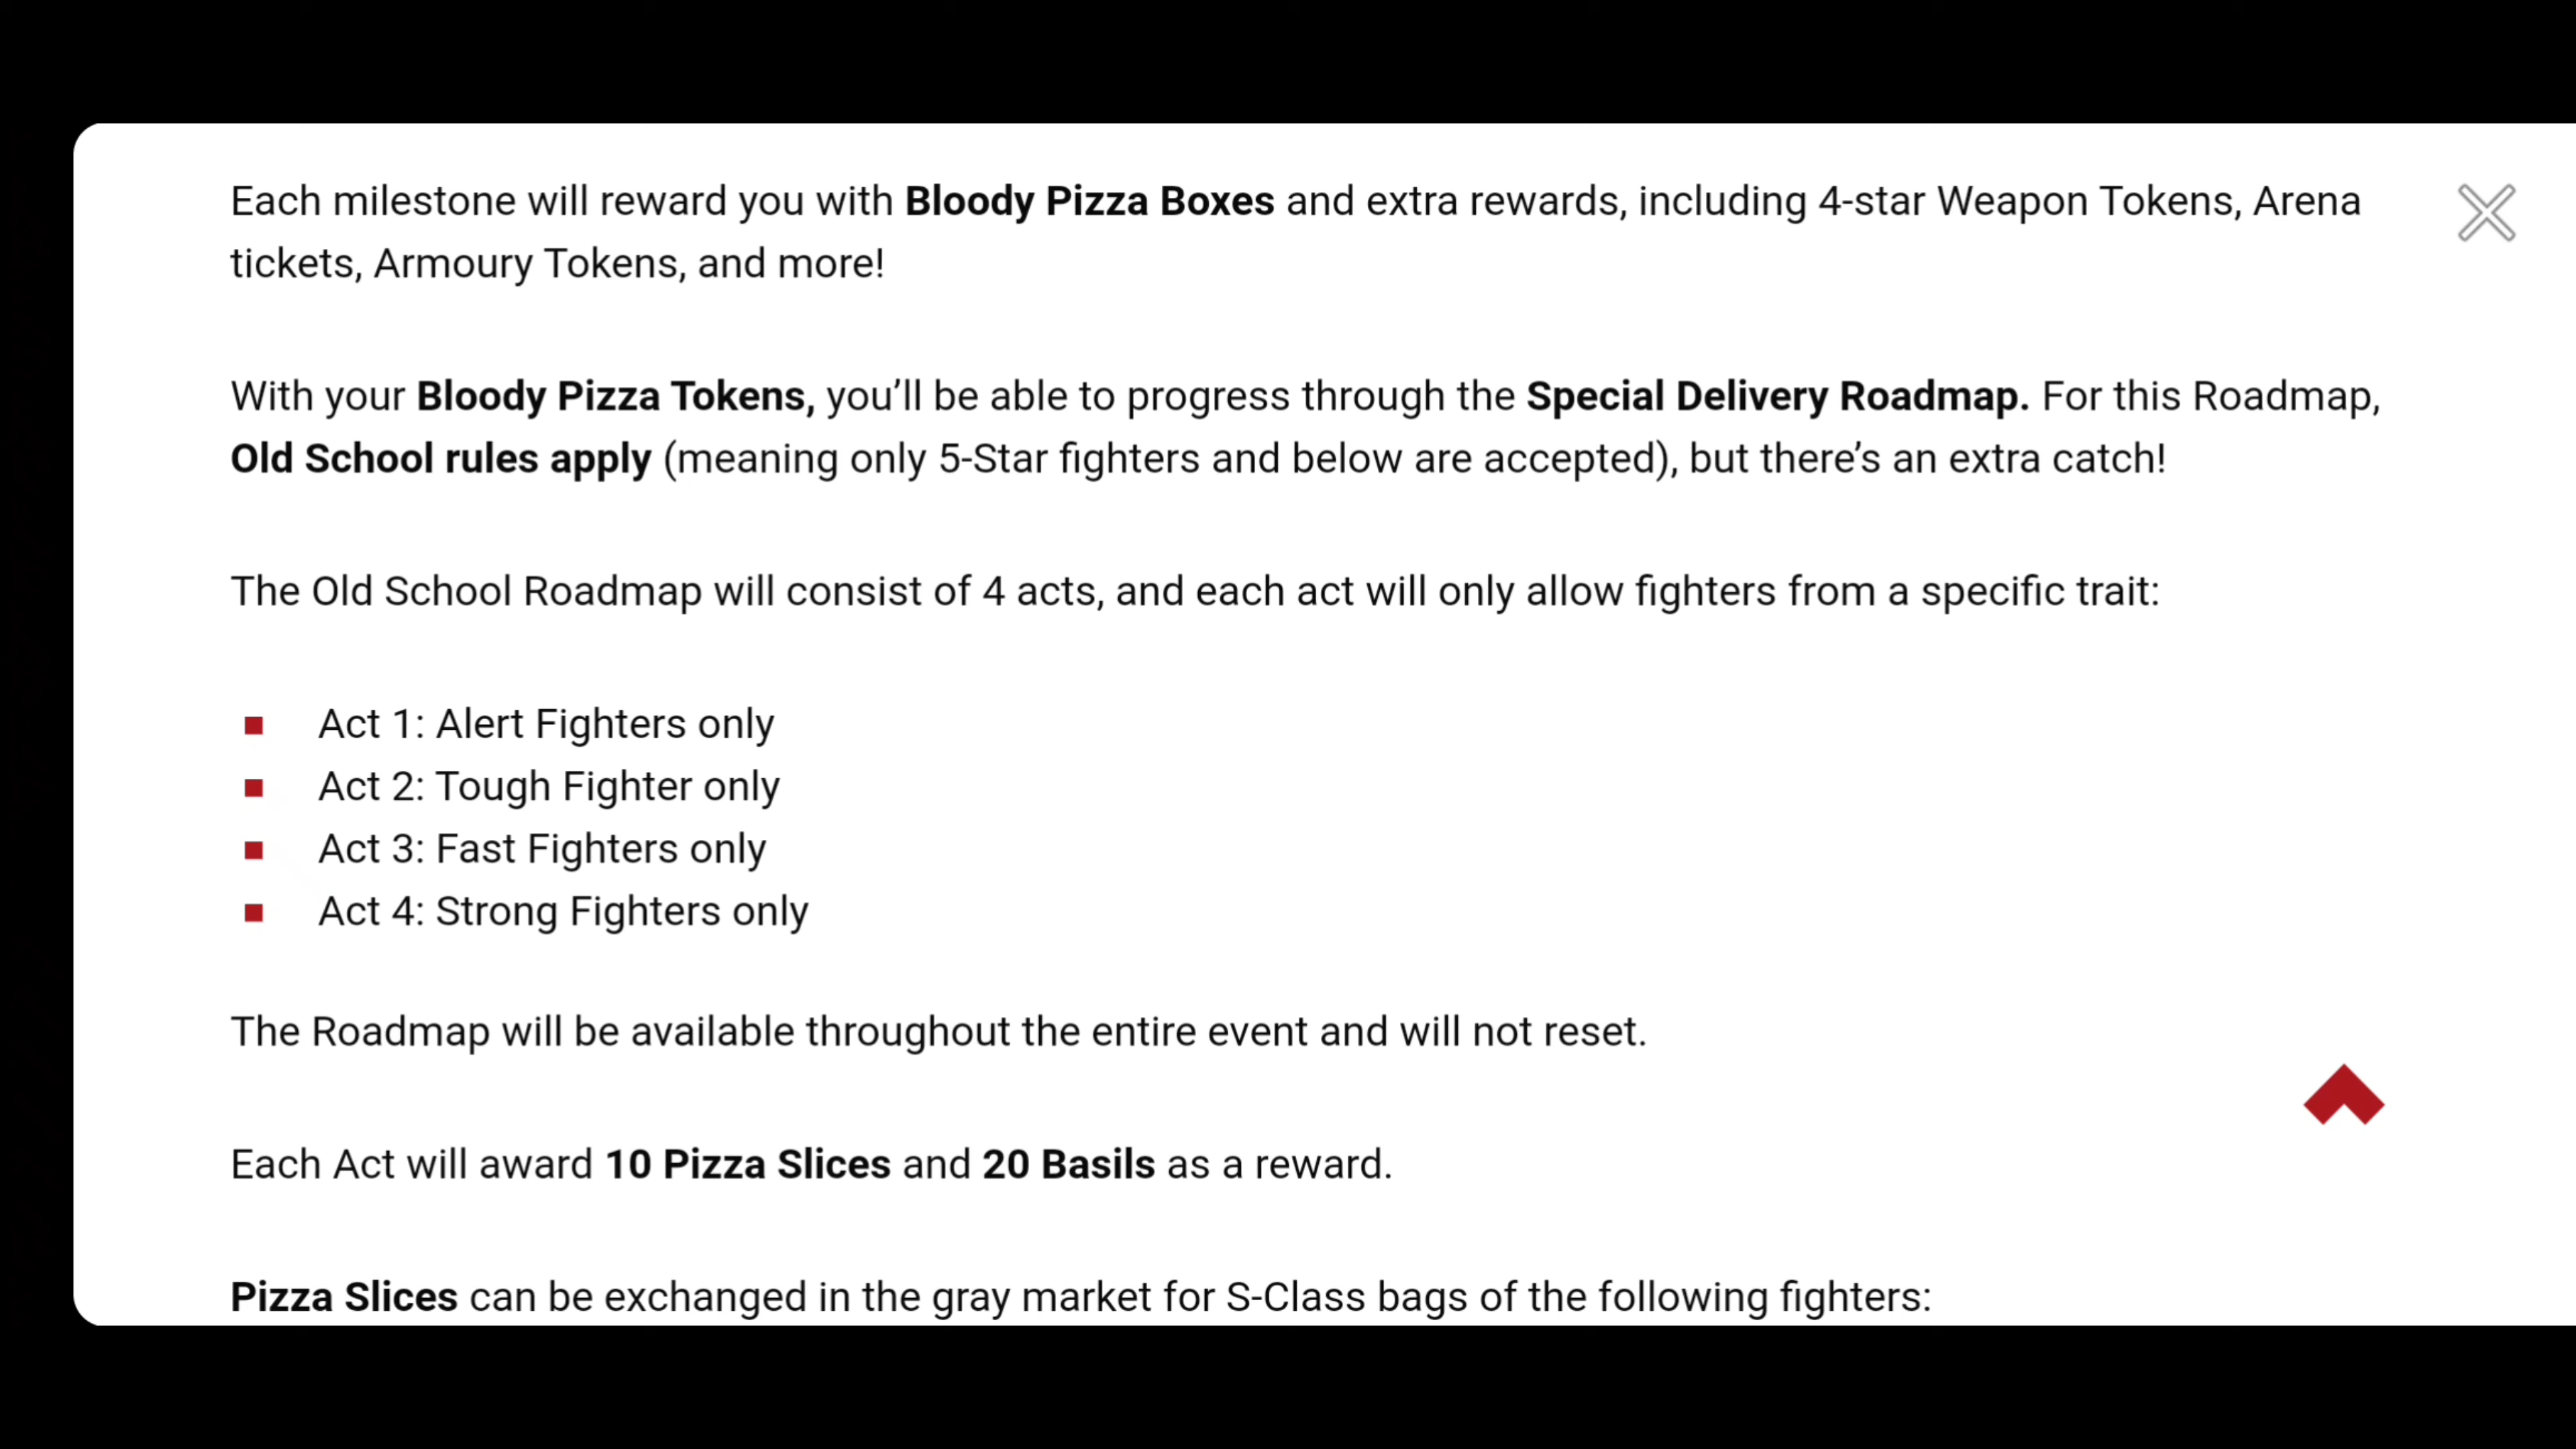 Each milestone will reward you with Bloody Pizza Boxes and extra rewards, including 4-star Weapon Tokens, Arena
tickets, Armoury Tokens, and more!
With your Bloody Pizza Tokens, you’ll be able to progress through the Special Delivery Roadmap. For this Roadmap,
Old School rules apply (meaning only 5-Star fighters and below are accepted), but there’s an extra catch!
The Old School Roadmap will consist of 4 acts, and each act will only allow fighters from a specific trait:
Act 1: Alert Fighters only
Act 2: Tough Fighter only
Act 3: Fast Fighters only
Act 4: Strong Fighters only
The Roadmap will be available throughout the entire event and will not reset.
Each Act will award 10 Pizza Slices and 20 Basils as a reward.
Pizza Slices can be exchanged in the gray market for S-Class bags of the following fighters: